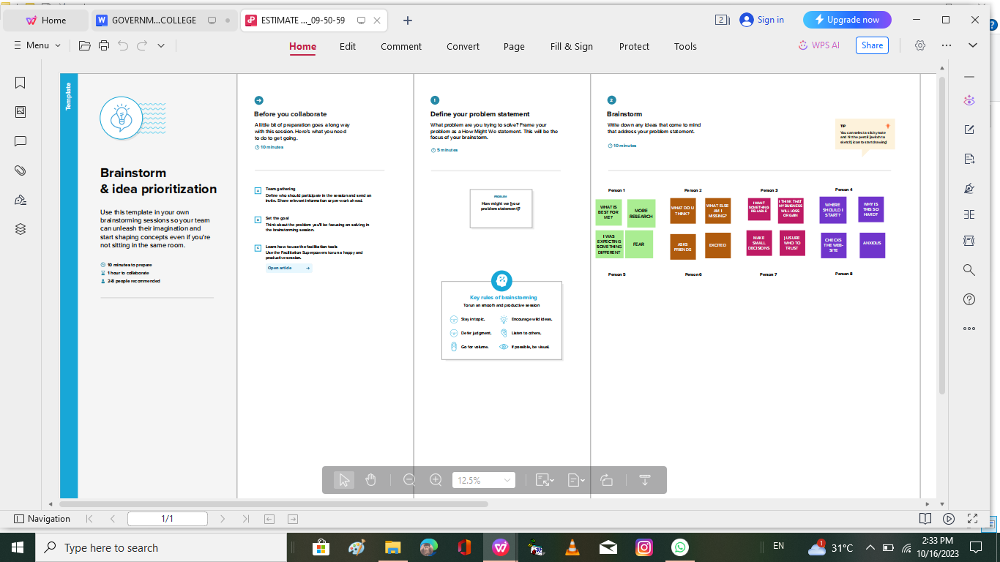 Home
GOVERNM...COLLEGE
ESTIMATE ..._09-50-59
2
Sign in
Upgrade now
Menu
Home
Edit
Comment
Convert
Page
Fill & Sign
Protect
Tools
WPS AI
Share
Template
Brainstorm
& idea prioritization
Use this template in your own
brainstorming sessions so your team
can unleash their imagination and
start shaping concepts even if you're
not sitting in the same room.
10 minutes to prepare
1 hour to collaborate
2-8 people recommended
Before you collaborate
A little bit of preparation goes a long way
with this session. Here's what you need
to do to get going.
10 minutes
A
Team gathering
Define who should participate in the session and send an
invite. Share relevant information or pre-work ahead.
B
Set the goal
Think about the problem you'll be focusing on solving in
the brainstorming session.
C
Learn how to use the facilitation tools
Use the Facilitation Superpowers to run a happy and
productive session.
Open article
1
Define your problem statement
What problem are you trying to solve? Frame your
problem as a How Might We statement. This will be the
focus of your brainstorm.
5 minutes
PROBLEM
How might we [your
problem statement]?
Key rules of brainstorming
To run an smooth and productive session
Stay in topic.
Encourage wild ideas.
Defer judgment.
Listen to others.
Go for volume.
If possible, be visual.
2
Brainstorm
Write down any ideas that come to mind
that address your problem statement.
10 minutes
TIP
You can select a sticky note
and hit the pencil [switch to
sketch] icon to start drawing!
Person 1
WHAT IS
BEST FOR
ME?
MORE
RESEARCH
I WAS
EXPECTING
SOMETHING
DIFFERENT
FEAR
Person 2
WHAT DO U
THINK?
WHAT ELSE
AM I
MISSING?
ASKS
FRIENDS
EXCITED
Person 3
I WANT
SOMETHING
RELIABLE
I THINK THAT
MY BUISNESS
WILL LOSS
OR GAIN
MAKE
SMALL
DECISIONS
) USURE
WHO TO
TRUST
Person 4
WHERE
SHOULD I
START?
WHY IS
THIS SO
HARD?
CHECKS
THE WEB-
SITE
ANXIOUS
Person 5
Person 6
Person 7
Person 8
12.5%
Navigation
1/1
Type here to search
EN
1
31°C
2:33 PM
10/16/2023